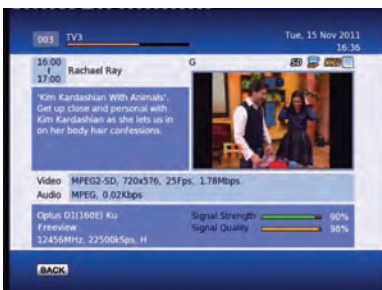 003 TV3
Tue, 15 Nov 2011
16:36
16:00
17:00
Rachael Ray
G
SD
'Kim Kardashian With Animals'.
Get up close and personal with
Kim Kardashian as she lets us in
on her body hair confessions.
Video MPEG2-SD, 720x576, 25Fps, 1.78Mbps
Audio MPEG, 0.02Kbps
Optus D1(160E) Ku
Freeview
12456MHz, 22500kSps, H
Signal Strength 90%
Signal Quality 98%
BACK